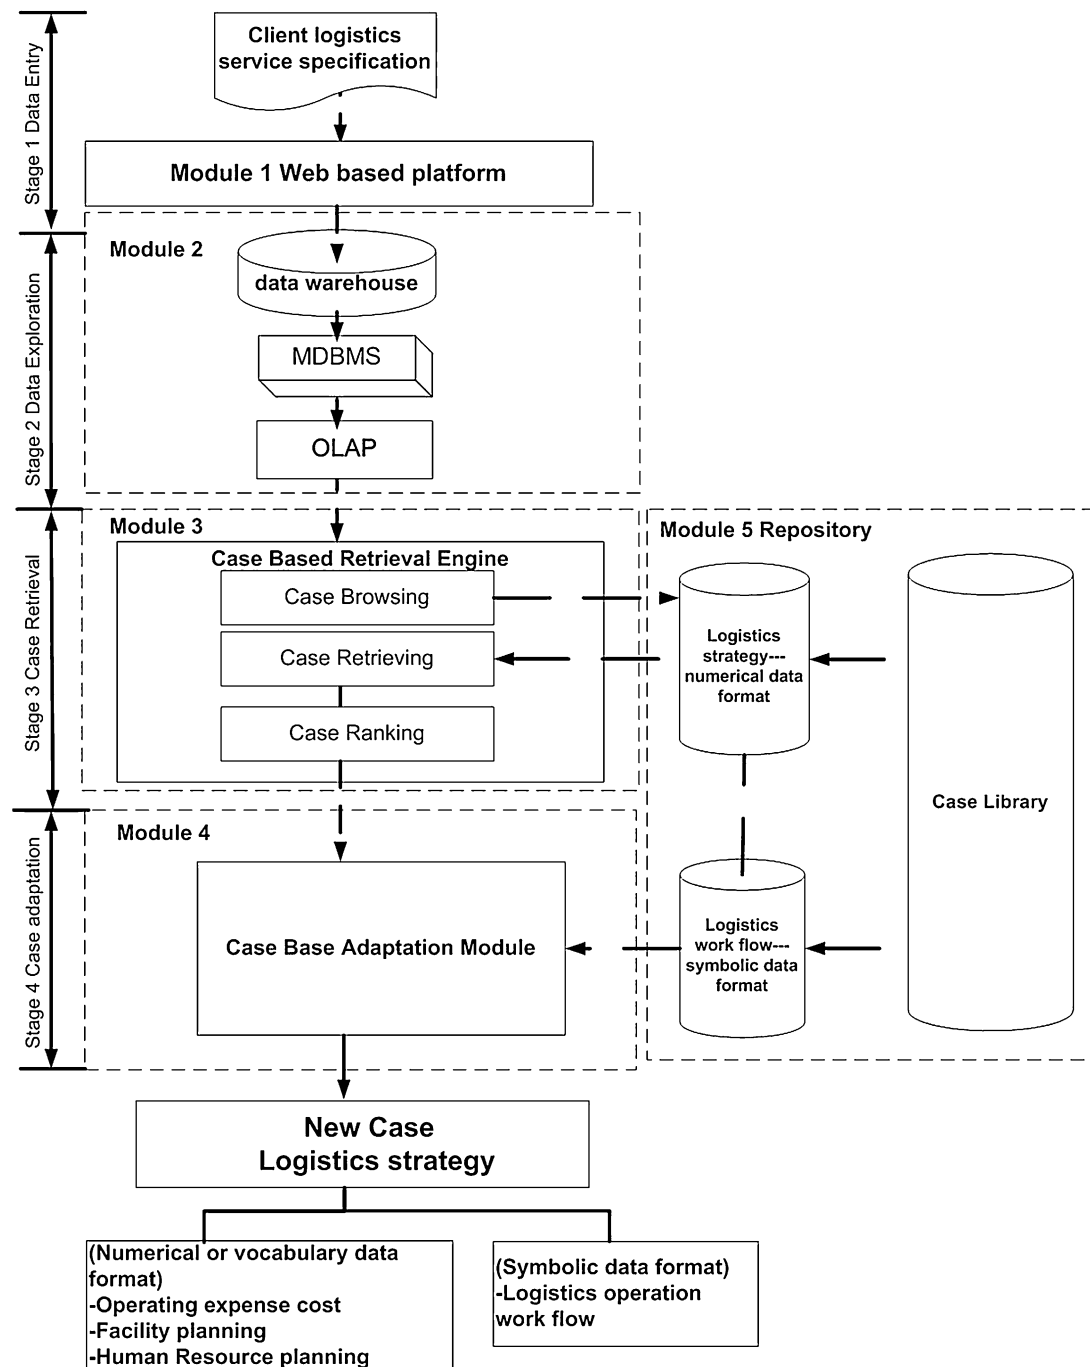 Client logistics
service specification
Stage 1 Data Entry
Module 1 Web based platform
Module 2
data warehouse
MDBMS
OLAP
Stage 2 Data Exploration
Module 3
Case Based Retrieval Engine
Case Browsing
Case Retrieving
Case Ranking
Stage 3 Case Retrieval
Module 5 Repository
Logistics
strategy---
numerical data
format
Case Library
Logistics
work flow---
symbolic data
format
Module 4
Case Base Adaptation Module
Stage 4 Case adaptation
New Case
Logistics strategy
(Numerical or vocabulary data
format)
-Operating expense cost
-Facility planning
-Human Resource planning
(Symbolic data format)
-Logistics operation
work flow